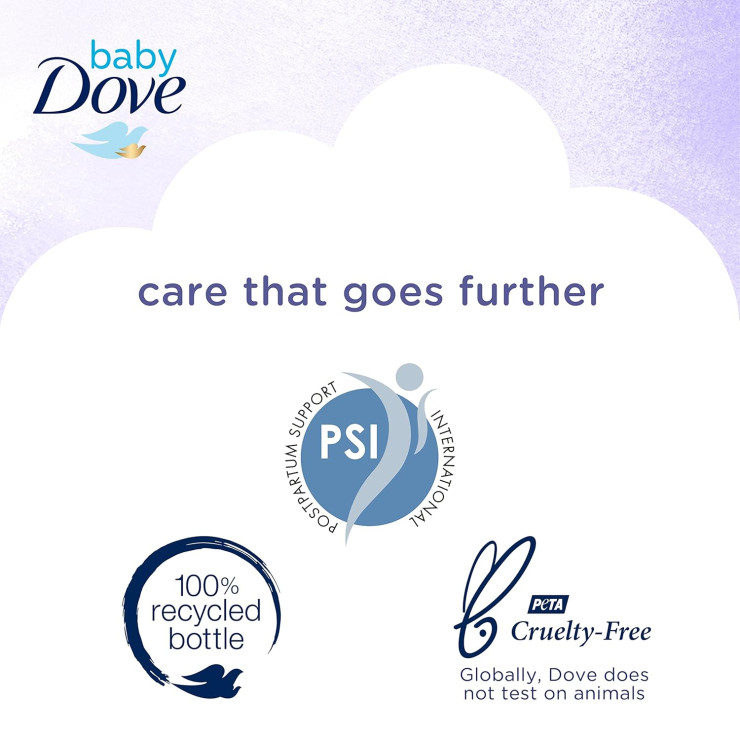 baby
Dove
care that goes further
POSTPARTUM SUPPORT
INTERNATIONAL
PSI
100%
recycled
bottle
PETA
Cruelty-Free
Globally, Dove does
not test on animals